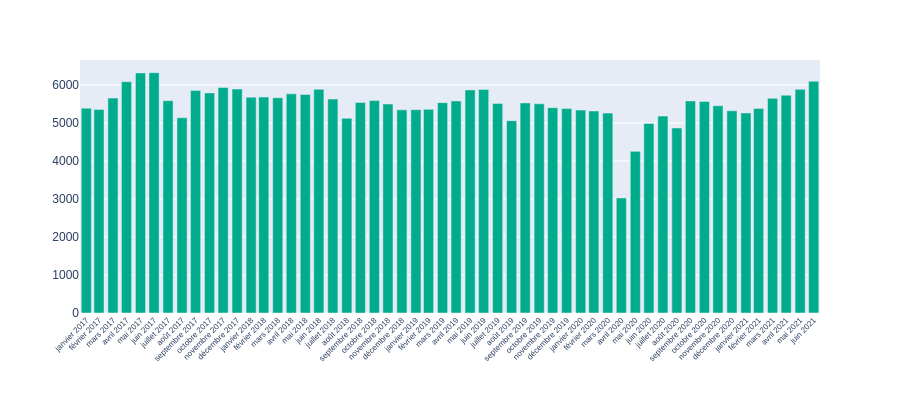 6000
5000
4000
3000
2000
1000
0
janvier 2017
février 2017
mars 2017
avril 2017
mai 2017
juin 2017
juillet 2017
août 2017
septembre 2017
octobre 2017
novembre 2017
décembre 2017
janvier 2018
février 2018
mars 2018
avril 2018
mai 2018
juin 2018
juillet 2018
août 2018
septembre 2018
octobre 2018
novembre 2018
décembre 2018
janvier 2019
février 2019
mars 2019
avril 2019
mai 2019
juin 2019
juillet 2019
août 2019
septembre 2019
octobre 2019
novembre 2019
décembre 2019
janvier 2020
février 2020
mars 2020
avril 2020
mai 2020
juin 2020
juillet 2020
août 2020
septembre 2020
octobre 2020
novembre 2020
décembre 2020
janvier 2021
février 2021
mars 2021
avril 2021
mai 2021
juin 2021